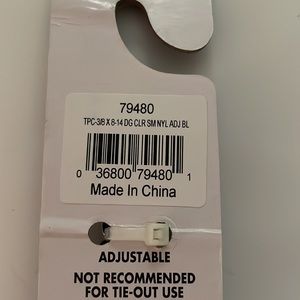 79480
TPC-3/8 X 8-14 DG CLR SM NYL ADJ BL
0 36800 79480 1
Made In China
ADJUSTABLE
NOT RECOMMENDED
FOR TIE-OUT USE